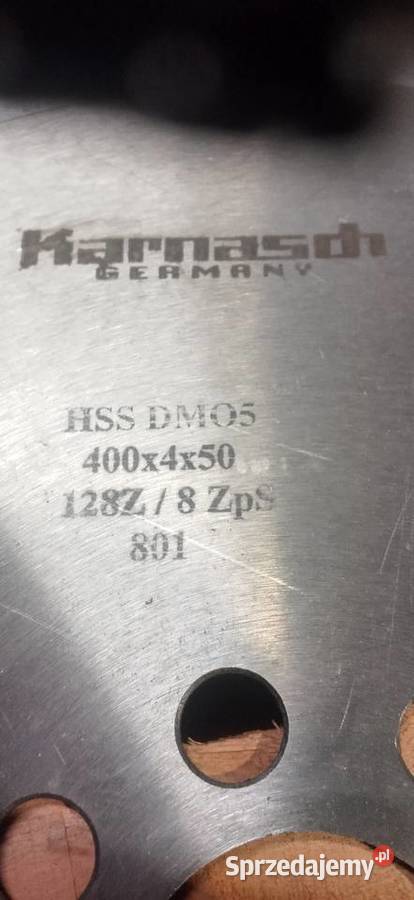 Karnasch
GERMANY
HSS DMO5
400x4x50
128Z / 8 ZpS
801
Sprzedajemy.pl